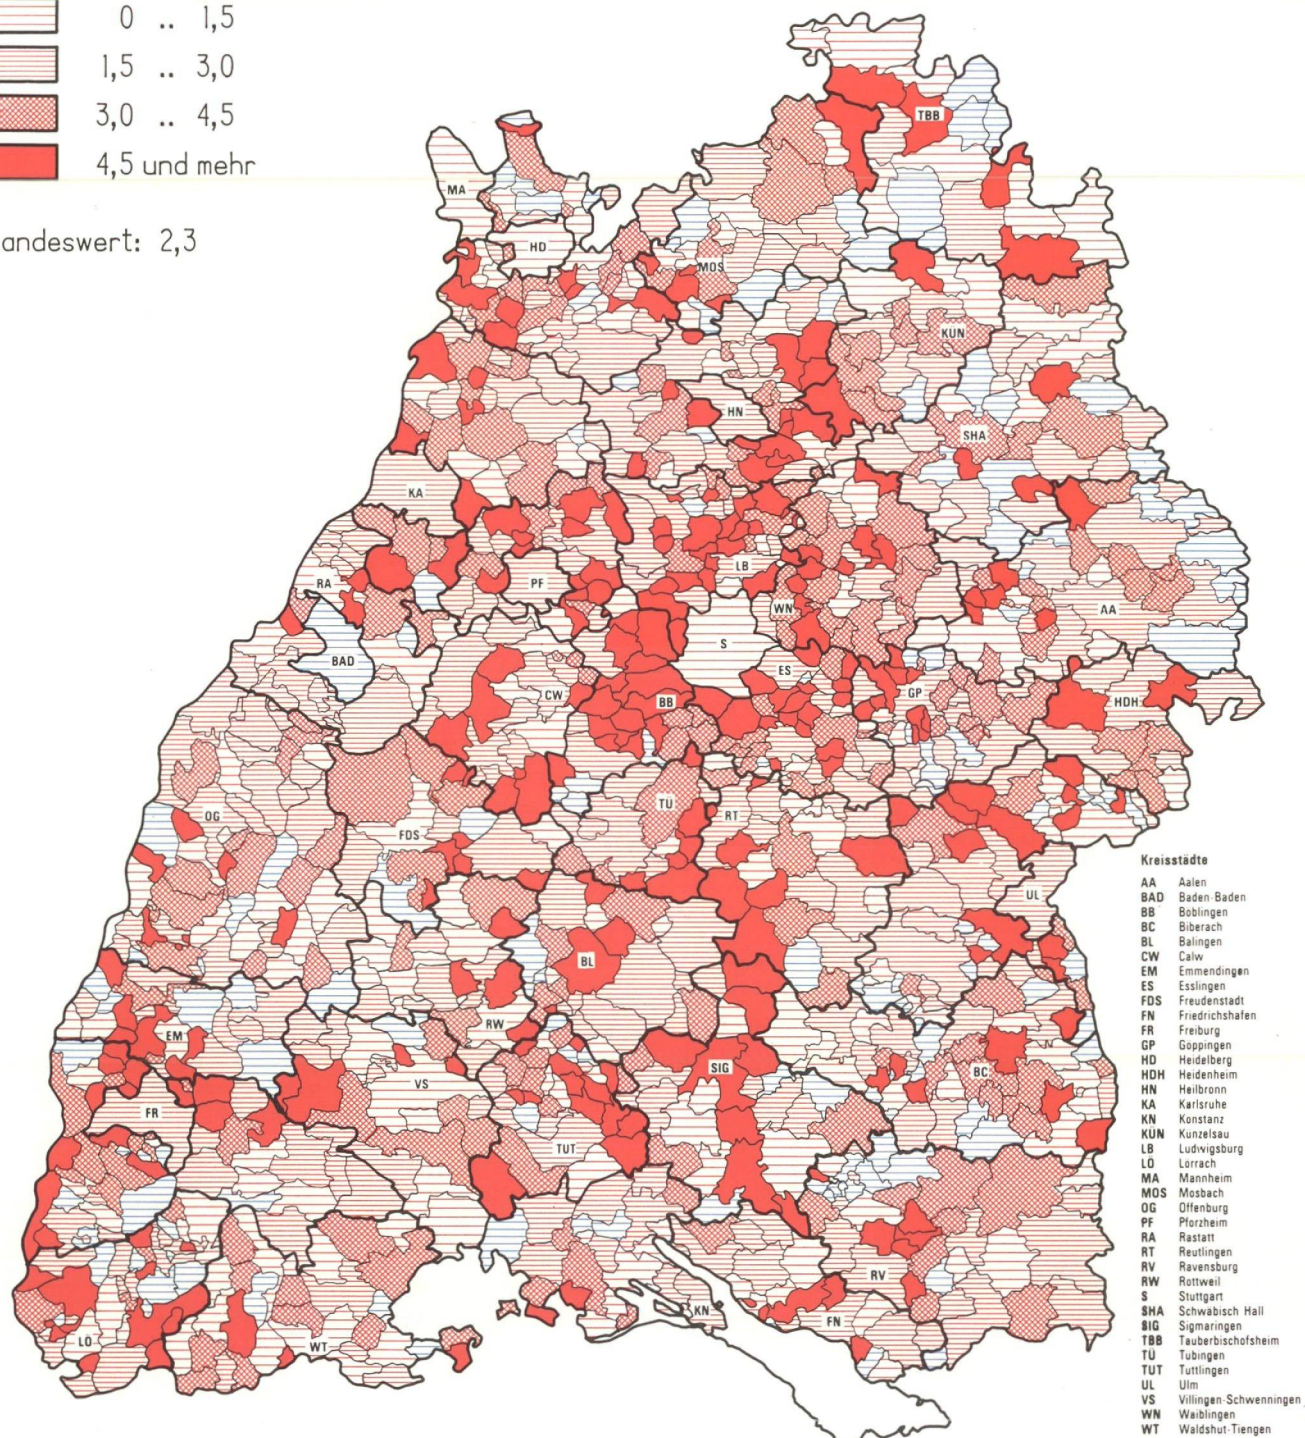 0 .. 1,5
1,5 .. 3,0
3,0 .. 4,5
4,5 und mehr
andeswert: 2,3
TBB
MA
HD
MOS
KÜN
HN
SHA
KA
LB
PF
RA
WN
AA
S
BAD
ES
CW
BB
GP
HDH
TÜ
RT
OG
FDS
UL
BL
RW
EM
SIG
BC
VS
FR
TUT
RV
KN
FN
LÖ
WT
Kreisstädte
AA Aalen
BAD Baden-Baden
BB Boblingen
BC Biberach
BL Balingen
CW Calw
EM Emmendingen
ES Esslingen
FDS Freudenstadt
FN Friedrichshafen
FR Freiburg
GP Goppingen
HD Heidelberg
HDH Heidenheim
HN Heilbronn
KA Karlsruhe
KN Konstanz
KÜN Kunzelsau
LB Ludwigsburg
LÖ Lorrach
MA Mannheim
MOS Mosbach
OG Offenburg
PF Pforzheim
RA Rastatt
RT Reutlingen
RV Ravensburg
RW Rottweil
S Stuttgart
SHA Schwabisch Hall
SIG Sigmaringen
TBB Tauberbischofsheim
TÜ Tubingen
TUT Tuttlingen
UL Ulm
VS Villingen-Schwenningen
WN Waiblingen
WT Waldshut-Tiengen